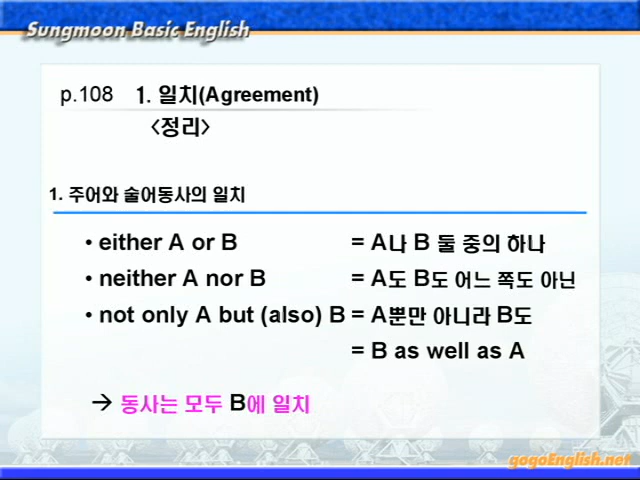 Sungmoon Basic English
p.108 1. 일치(Agreement)
<정리>
1. 주어와 술어동사의 일치
• either A or B = A나 B 둘 중의 하나
• neither A nor B = A도 B도 어느 쪽도 아닌
• not only A but (also) B = A뿐만 아니라 B도
= B as well as A
→ 동사는 모두 B에 일치
gogoEnglish.net